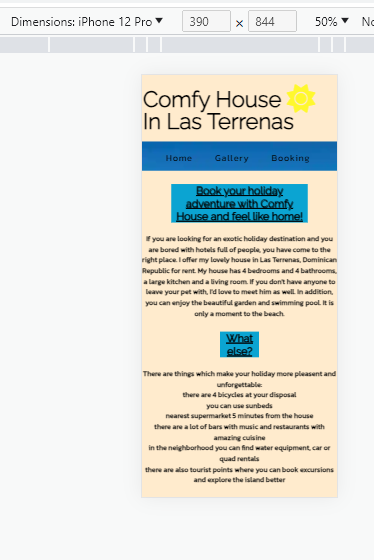 Dimensions: iPhone 12 Pro ▼ 390 x 844 50% ▼ No
Comfy House
In Las Terrenas
Home Gallery Booking
Book your holiday
adventure with Comfy
House and feel like home!
If you are looking for an exotic holiday destination and you
are bored with hotels full of people, you have come to the
right place. I offer my lovely house in Las Terrenas, Dominican
Republic for rent. My house has 4 bedrooms and 4 bathrooms,
a large kitchen and a living room. If you don't have anyone to
leave your pet with, I'd love to meet him as well. In addition,
you can enjoy the beautiful garden and swimming pool. It is
only a moment to the beach.
What
else?
There are things which make your holiday more pleasant and
unforgettable:
there are 4 bicycles at your disposal
you can use sunbeds
nearest supermarket 5 minutes from the house
there are a lot of bars with music and restaurants with
amazing cuisine
in the neighborhood you can find water equipment, car or
quad rentals
there are also tourist points where you can book excursions
and explore the island better